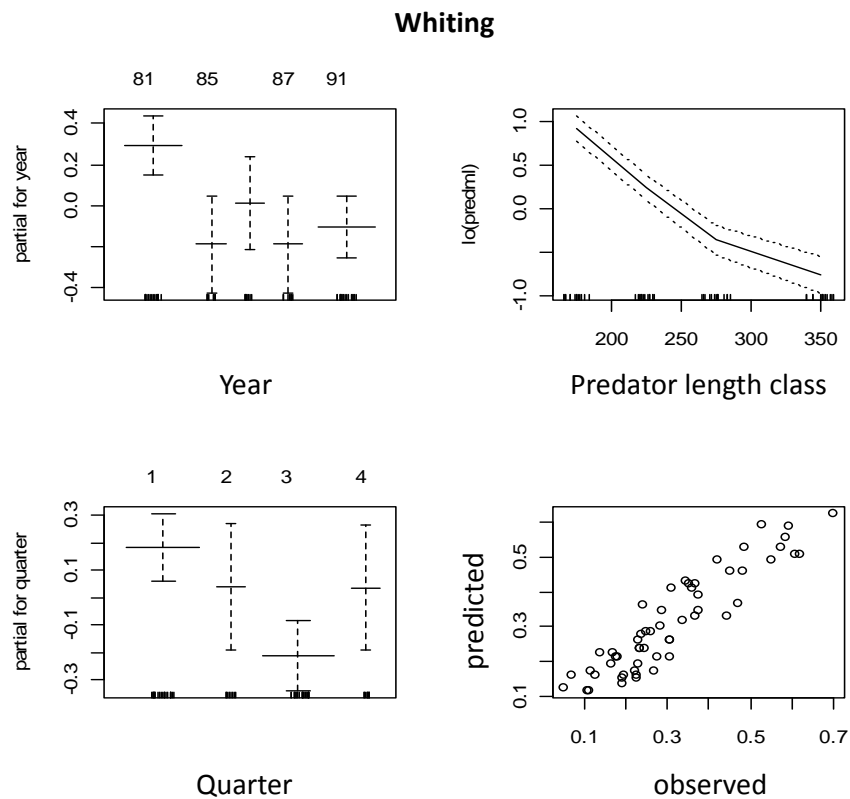 Whiting
81 85 87 91
partial for year
0.4
0.2
0.0
-0.4
Year
lo(predml)
1.0
0.5
0.0
-1.0
200 250 300 350
Predator length class
1 2 3 4
partial for quarter
0.3
0.1
-0.1
-0.3
Quarter
predicted
0.5
0.3
0.1
0.1 0.3 0.5 0.7
observed